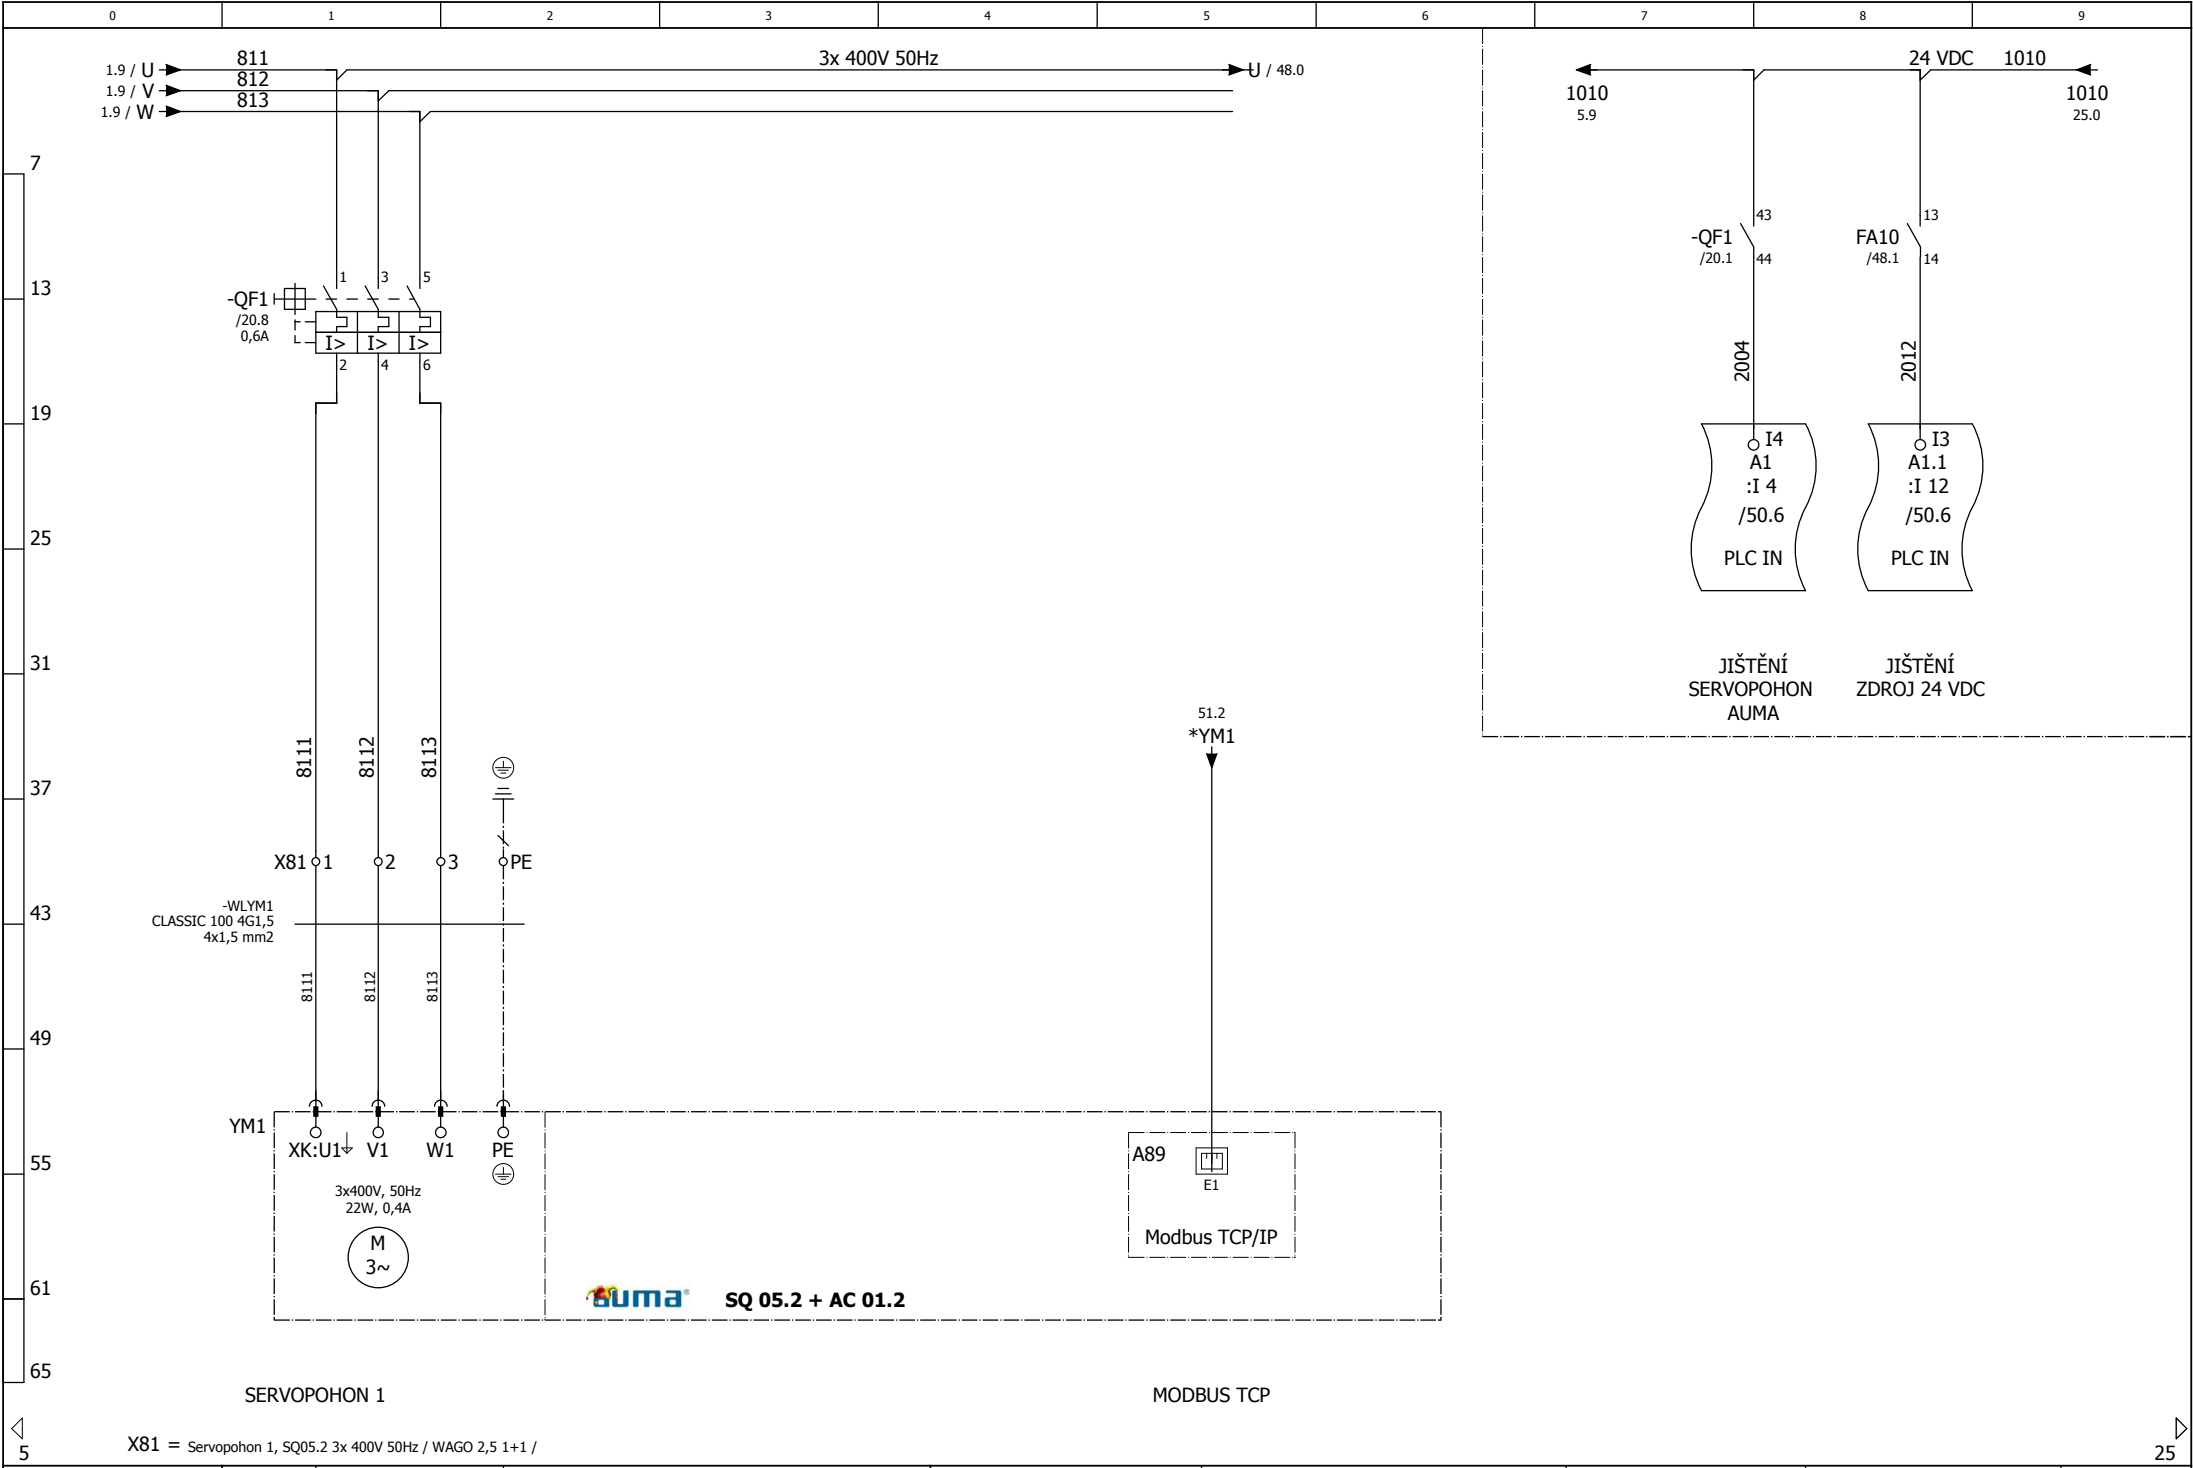 0 1 2 3 4 5 6 7 8 9
1.9 / U 811 3x 400V 50Hz U / 48.0
1.9 / V 812
1.9 / W 813
24 VDC 1010
1010 1010
5.9 25.0
7
13
19
25
31
37
43
49
55
61
65
-QF1
/20.8
0,6A
1 3 5
I> I> I>
2 4 6
8111 8112 8113
X81 1 2 3 PE
-WLYM1
CLASSIC 100 4G1,5
4x1,5 mm2
8111 8112 8113
YM1
XK:U1 V1 W1 PE
3x400V, 50Hz
22W, 0,4A
M
3~
auma® SQ 05.2 + AC 01.2
51.2
*YM1
A89
E1
Modbus TCP/IP
43
-QF1
/20.1
44
2004
I4
A1
:I 4
/50.6
PLC IN
JIŠTĚNÍ
SERVOPOHON
AUMA
13
FA10
/48.1
14
2012
I3
A1.1
:I 12
/50.6
PLC IN
JIŠTĚNÍ
ZDROJ 24 VDC
SERVOPOHON 1
MODBUS TCP
5
X81 = Servopohon 1, SQ05.2 3x 400V 50Hz / WAGO 2,5 1+1 /
25